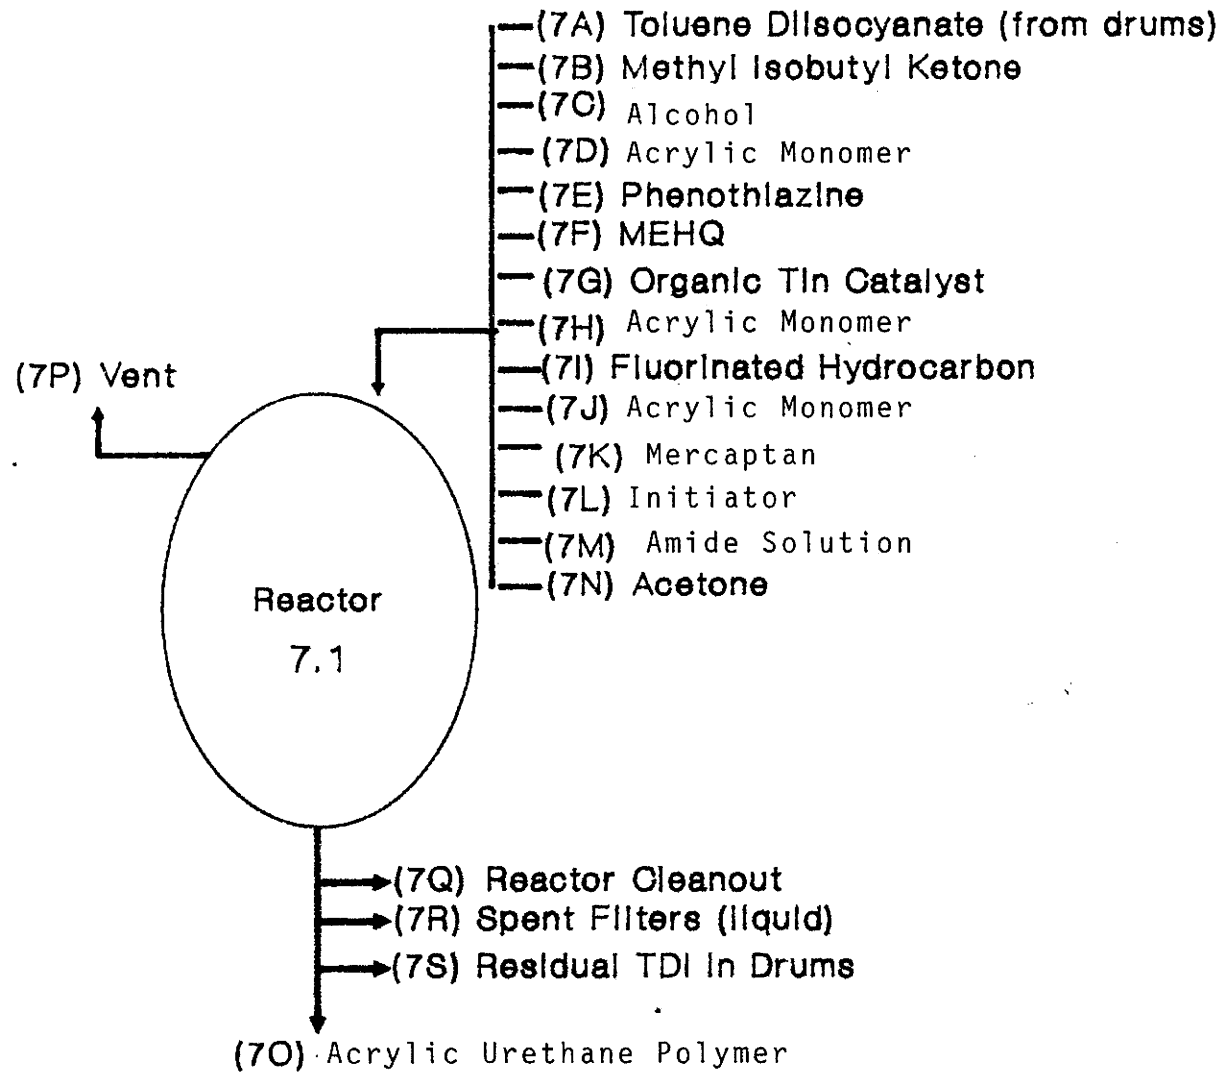 (7A) Toluene Diisocyanate (from drums)
(7B) Methyl Isobutyl Ketone
(7C) Alcohol
(7D) Acrylic Monomer
(7E) Phenothiazine
(7F) MEHQ
(7G) Organic Tin Catalyst
(7H) Acrylic Monomer
(7I) Fluorinated Hydrocarbon
(7P) Vent
(7J) Acrylic Monomer
(7K) Mercaptan
(7L) Initiator
(7M) Amide Solution
(7N) Acetone
Reactor
7.1
(7Q) Reactor Cleanout
(7R) Spent Filters (liquid)
(7S) Residual TDI in Drums
(7O) Acrylic Urethane Polymer